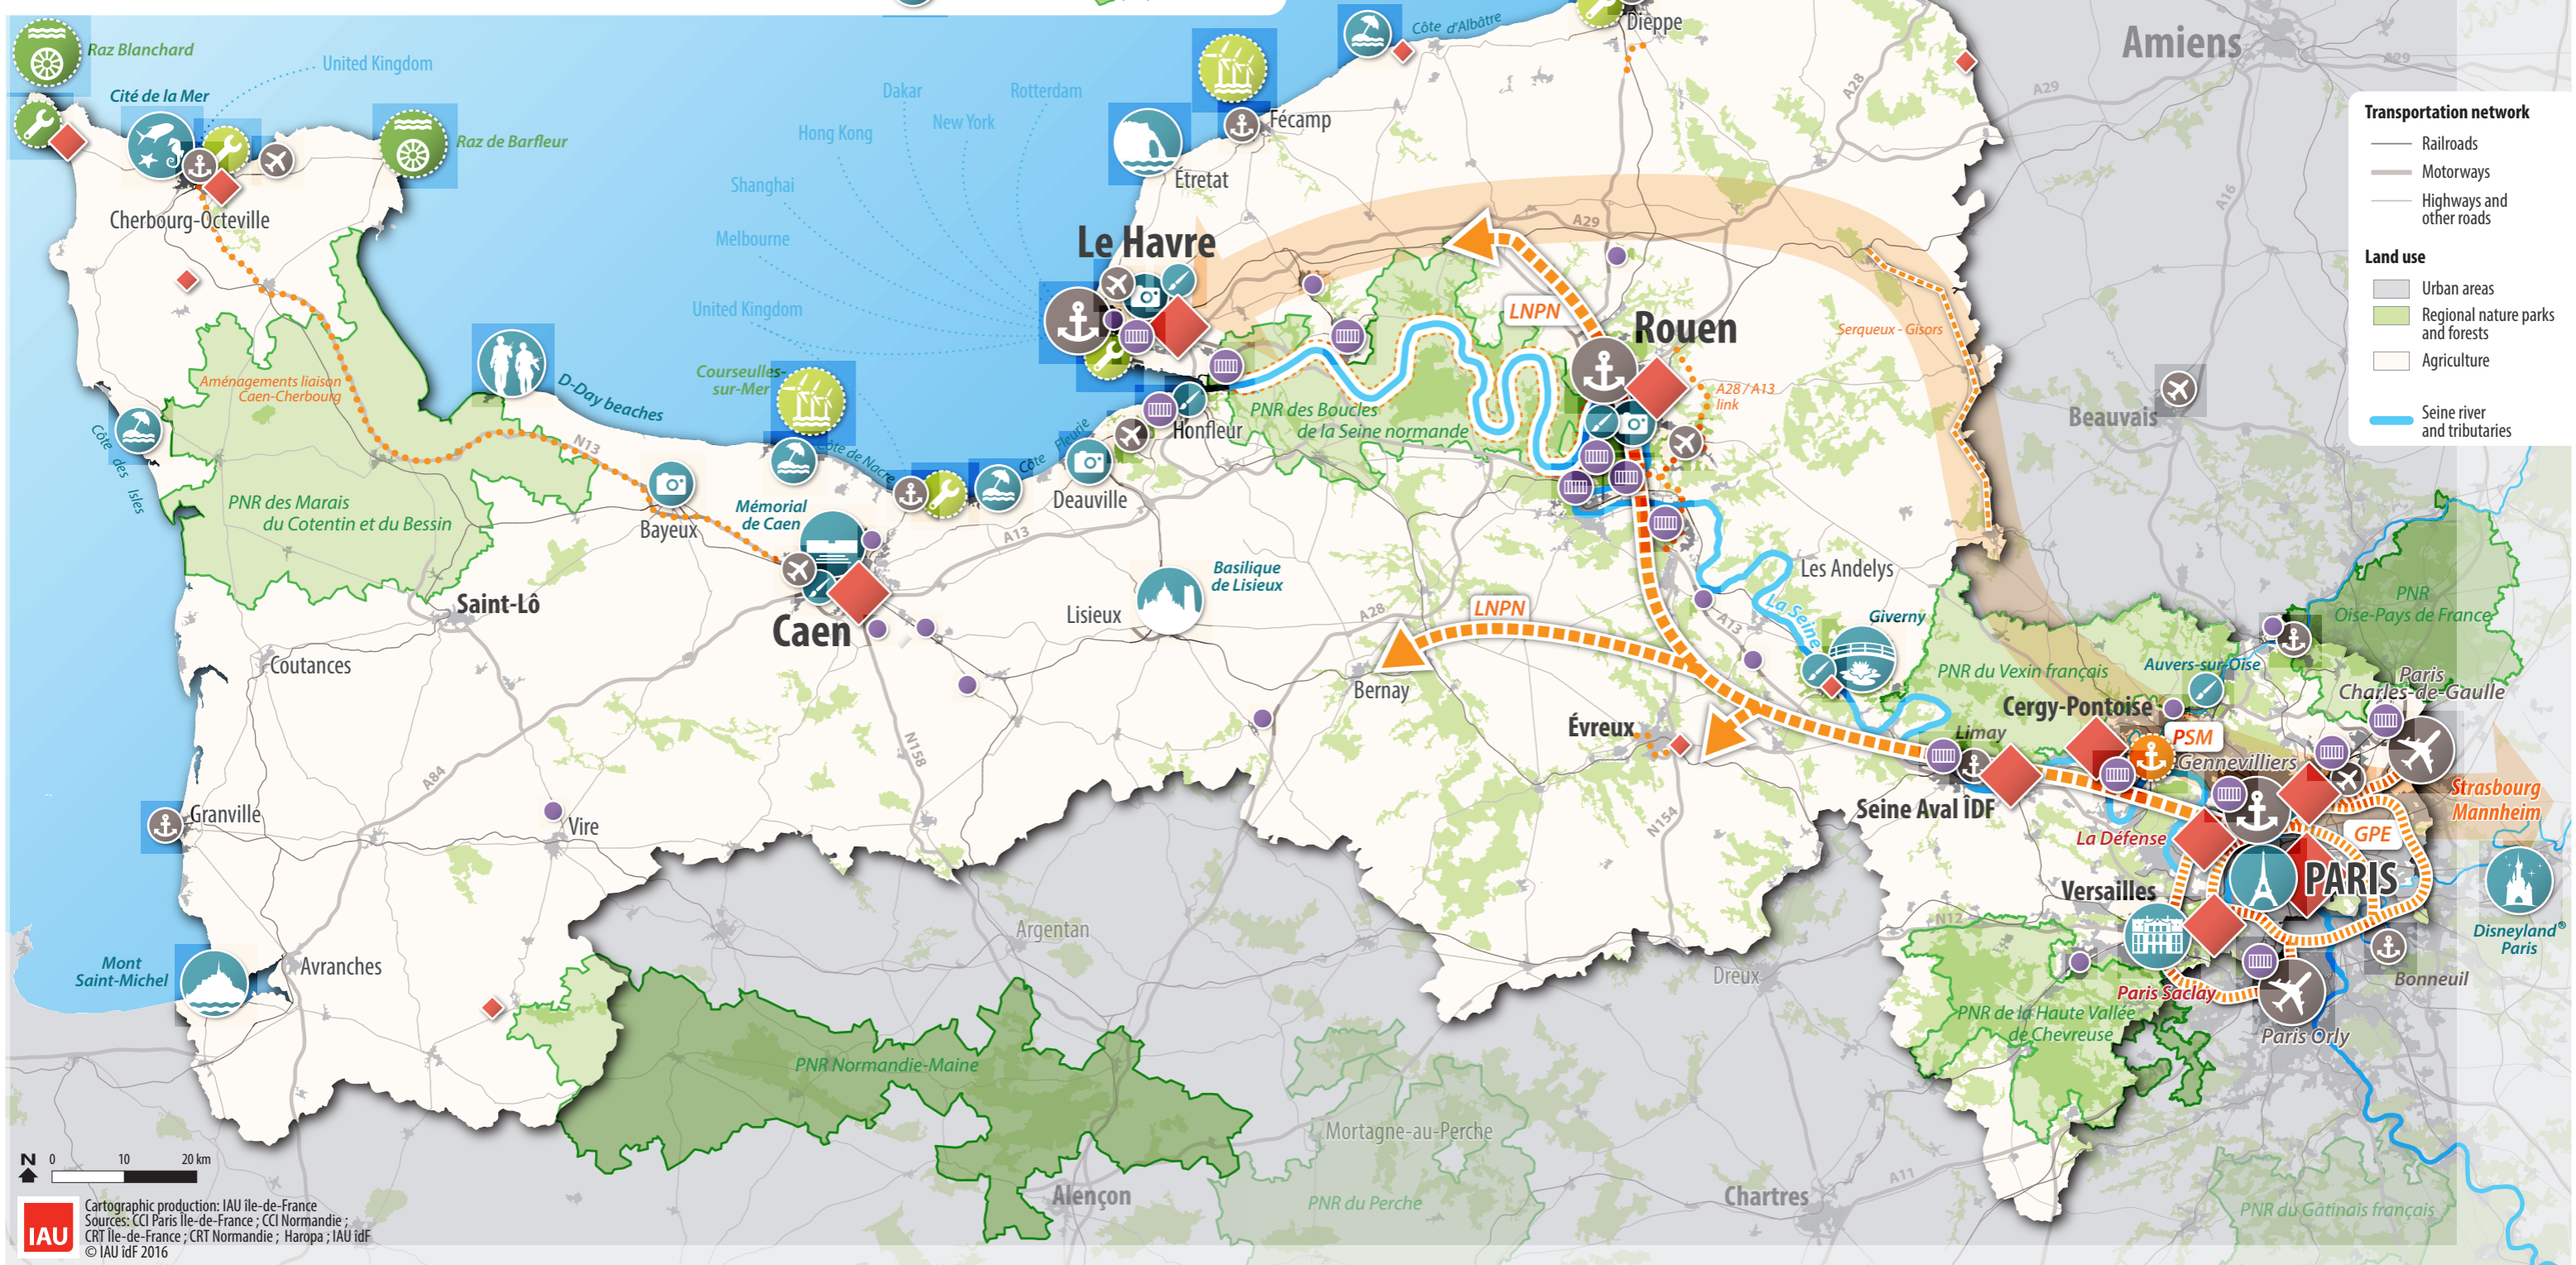 Raz Blanchard
United Kingdom
Cité de la Mer
Raz de Barfleur
Cherbourg-Octeville
Dakar
Rotterdam
Hong Kong
New York
Shanghai
Melbourne
United Kingdom
Côte d'Albâtre
Dieppe
Fécamp
Étretat
Le Havre
A29
A28
A29
A29
A16
Amiens
Transportation network
Railroads
Motorways
Highways and
other roads
Land use
Urban areas
Regional nature parks
and forests
Agriculture
Seine river
and tributaries
LNPN
Rouen
Serqueux - Gisors
A28 / A13
link
Beauvais
Aménagements liaison
Caen-Cherbourg
Côte des Isles
D-Day beaches
Courseulles-
sur-Mer
N13
Côte de Nacre
Côte Fleurie
Honfleur
PNR des Boucles
de la Seine normande
PNR des Marais
du Cotentin et du Bessin
Bayeux
Mémorial
de Caen
Deauville
A13
Basilique
de Lisieux
Lisieux
Saint-Lô
Caen
A28
LNPN
A13
Les Andelys
La Seine
Giverny
PNR
Oise-Pays de France
PNR du Vexin français
Auvers-sur-Oise
Paris
Charles-de-Gaulle
Coutances
Bernay
Évreux
Cergy-Pontoise
Limay
PSM
Gennevilliers
Strasbourg
Mannheim
A84
N158
N154
Granville
Vire
Seine Aval ÎDF
La Défense
GPE
PARIS
Versailles
Disneyland®
Paris
Argentan
N12
Dreux
Bonneuil
Mont
Saint-Michel
Avranches
Paris Saclay
PNR de la Haute Vallée
de Chevreuse
Paris Orly
PNR Normandie-Maine
Mortagne-au-Perche
PNR du Perche
Alençon
Chartres
A11
PNR du Gâtinais français
N 0 10 20 km
IAU
Cartographic production: IAU île-de-France
Sources: CCI Paris Île-de-France ; CCI Normandie ;
CRT Île-de-France ; CRT Normandie ; Haropa ; IAU îdF
© IAU îdF 2016